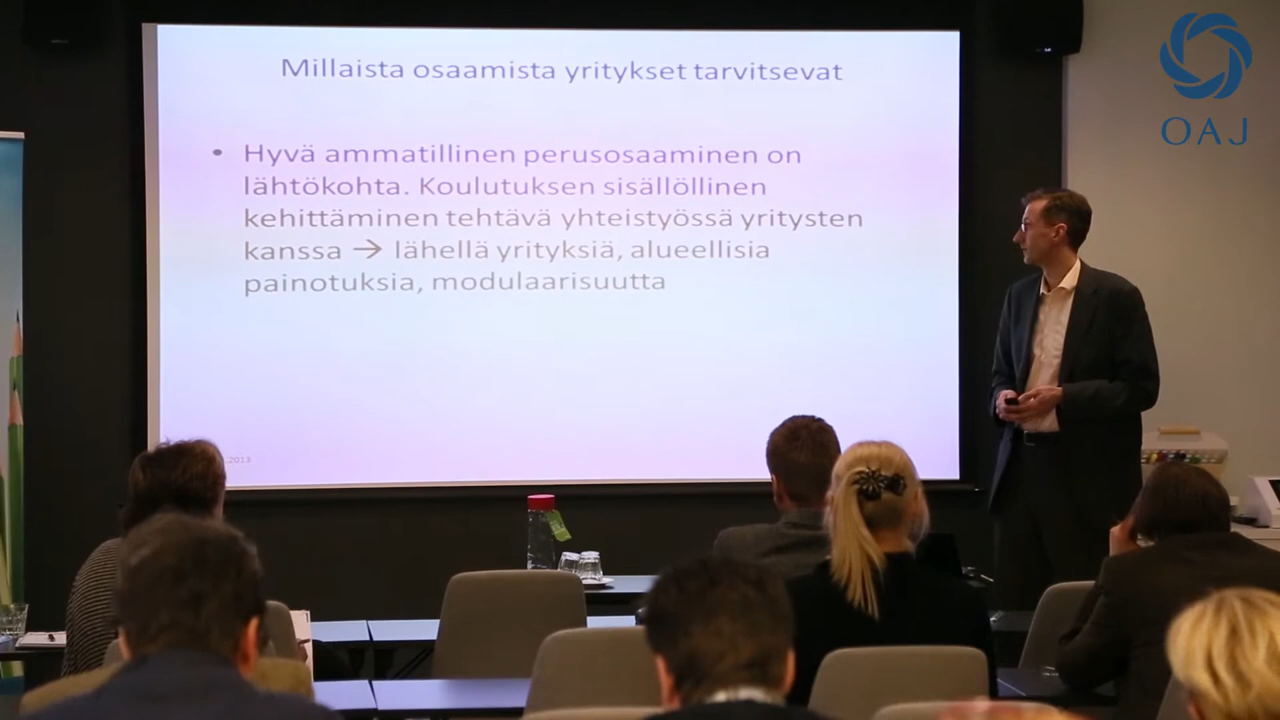 Millaista osaamista yritykset tarvitsevat
• Hyvä ammatillinen perusosaaminen on
lähtökohta. Koulutuksen sisällöllinen
kehittäminen tehtävä yhteistyössä yritysten
kanssa → lähellä yrityksiä, alueellisia
painotuksia, modulaarisuutta
.2013
OAJ